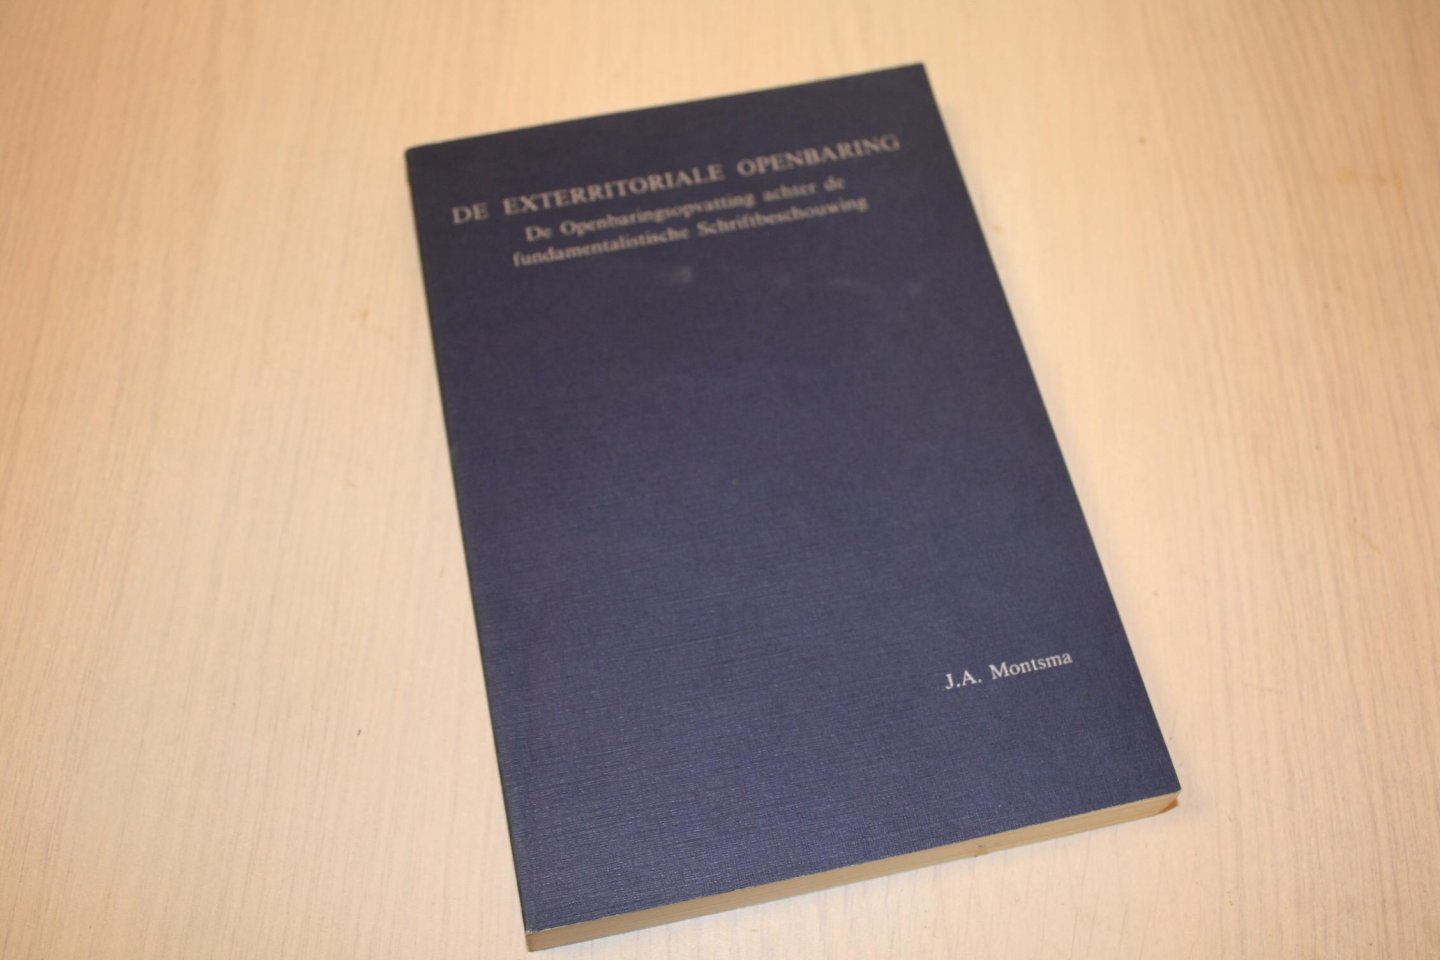 DE EXTERRITORIALE OPENBARING
De Openbaringsopvatting achter de
fundamentalistische Schriftbeschouwing
J.A. Montsma